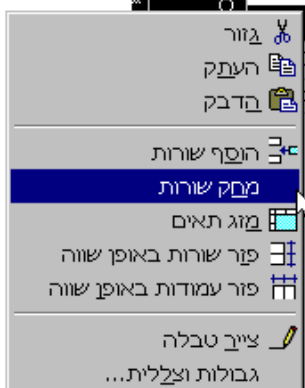 גזור
העתק
הדבק
הוסף שורות
מחק שורות
מזג תאים
פזר שורות באופן שווה
פזר עמודות באופן שווה
צייר טבלה
גבולות וצללית...